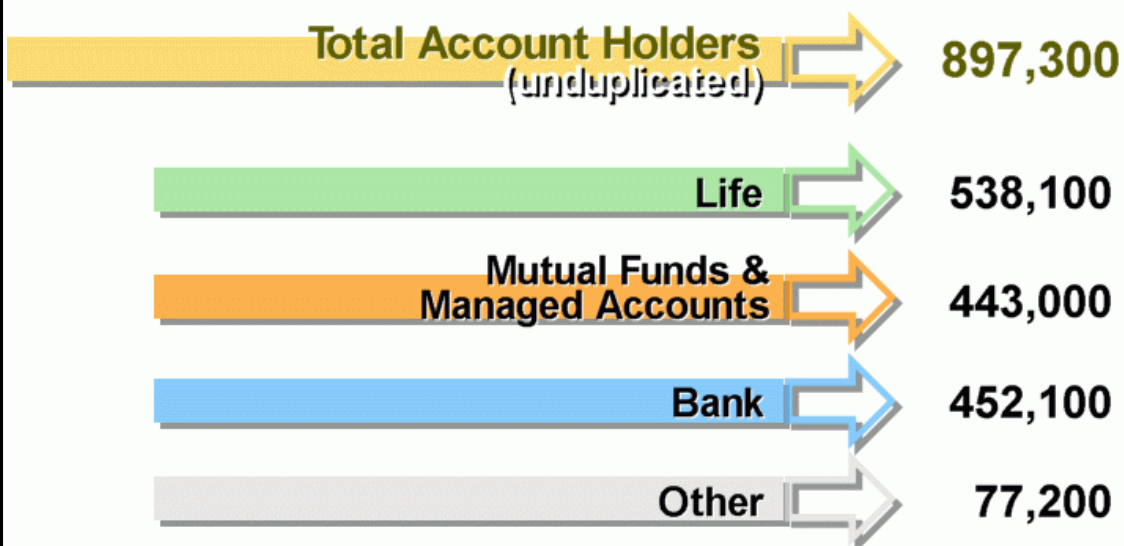 Total Account Holders 897,300
(unduplicated)
Life 538,100
Mutual Funds &
Managed Accounts 443,000
Bank 452,100
Other 77,200